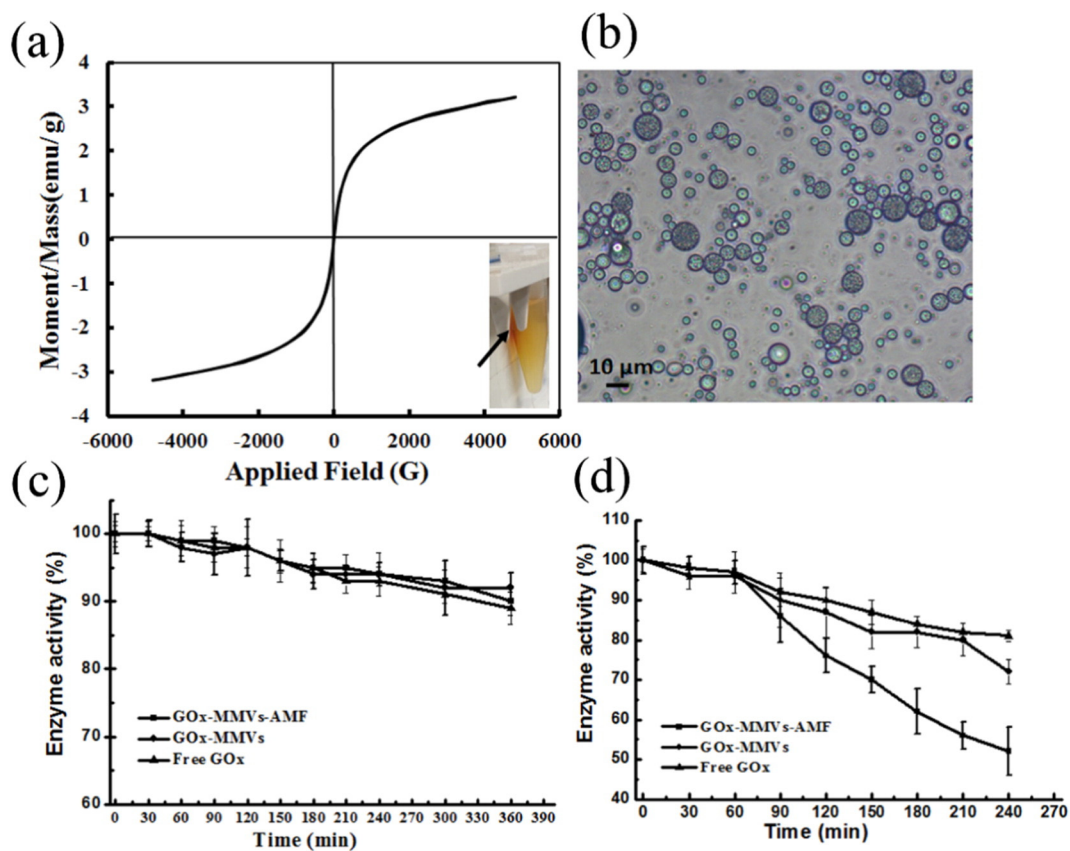 (a)
Moment/Mass(emu/g)
4
3
2
1
0
-1
-2
-3
-4
-6000 -4000 -2000 0 2000 4000 6000
Applied Field (G)
(b)
10 μm
(c)
Enzyme activity (%)
100
90
80
70
60
GOx-MMVs-AMF
GOx-MMVs
Free GOx
0 30 60 90 120 150 180 210 240 270 300 330 360 390
Time (min)
(d)
Enzyme activity (%)
110
100
90
80
70
60
50
40
GOx-MMVs-AMF
GOx-MMVs
Free GOx
0 30 60 90 120 150 180 210 240 270
Time (min)